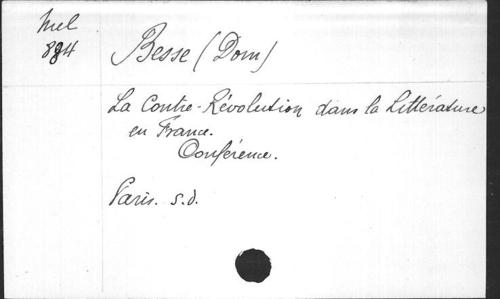 Mel
884
Besse (Dom)
La Contre-Révolution dans la Littérature
en France.
Conférence.
Paris. s.d.